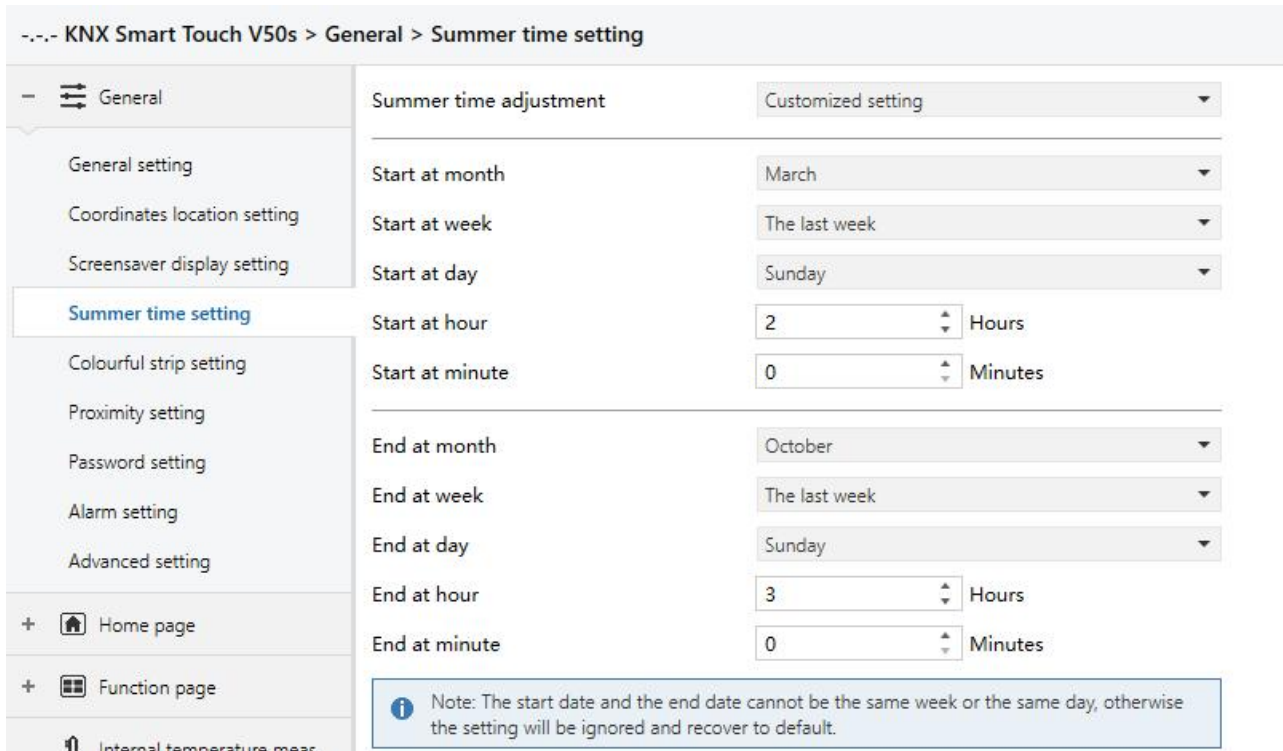 -.-.- KNX Smart Touch V50s > General > Summer time setting
− General
General setting
Coordinates location setting
Screensaver display setting
Summer time setting
Colourful strip setting
Proximity setting
Password setting
Alarm setting
Advanced setting
+ Home page
+ Function page
Internal temperature meas...
Summer time adjustment Customized setting
Start at month March
Start at week The last week
Start at day Sunday
Start at hour 2 Hours
Start at minute 0 Minutes
End at month October
End at week The last week
End at day Sunday
End at hour 3 Hours
End at minute 0 Minutes
Note: The start date and the end date cannot be the same week or the same day, otherwise
the setting will be ignored and recover to default.